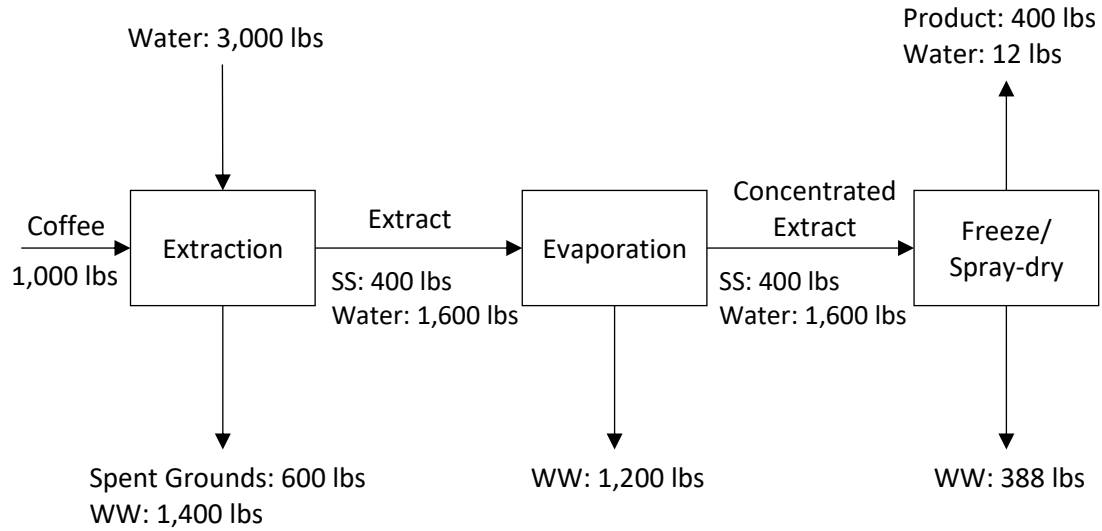 Water: 3,000 lbs
Product: 400 lbs
Water: 12 lbs
Coffee
1,000 lbs
Extraction
Extract
SS: 400 lbs
Water: 1,600 lbs
Evaporation
Concentrated
Extract
SS: 400 lbs
Water: 1,600 lbs
Freeze/
Spray-dry
Spent Grounds: 600 lbs
WW: 1,400 lbs
WW: 1,200 lbs
WW: 388 lbs